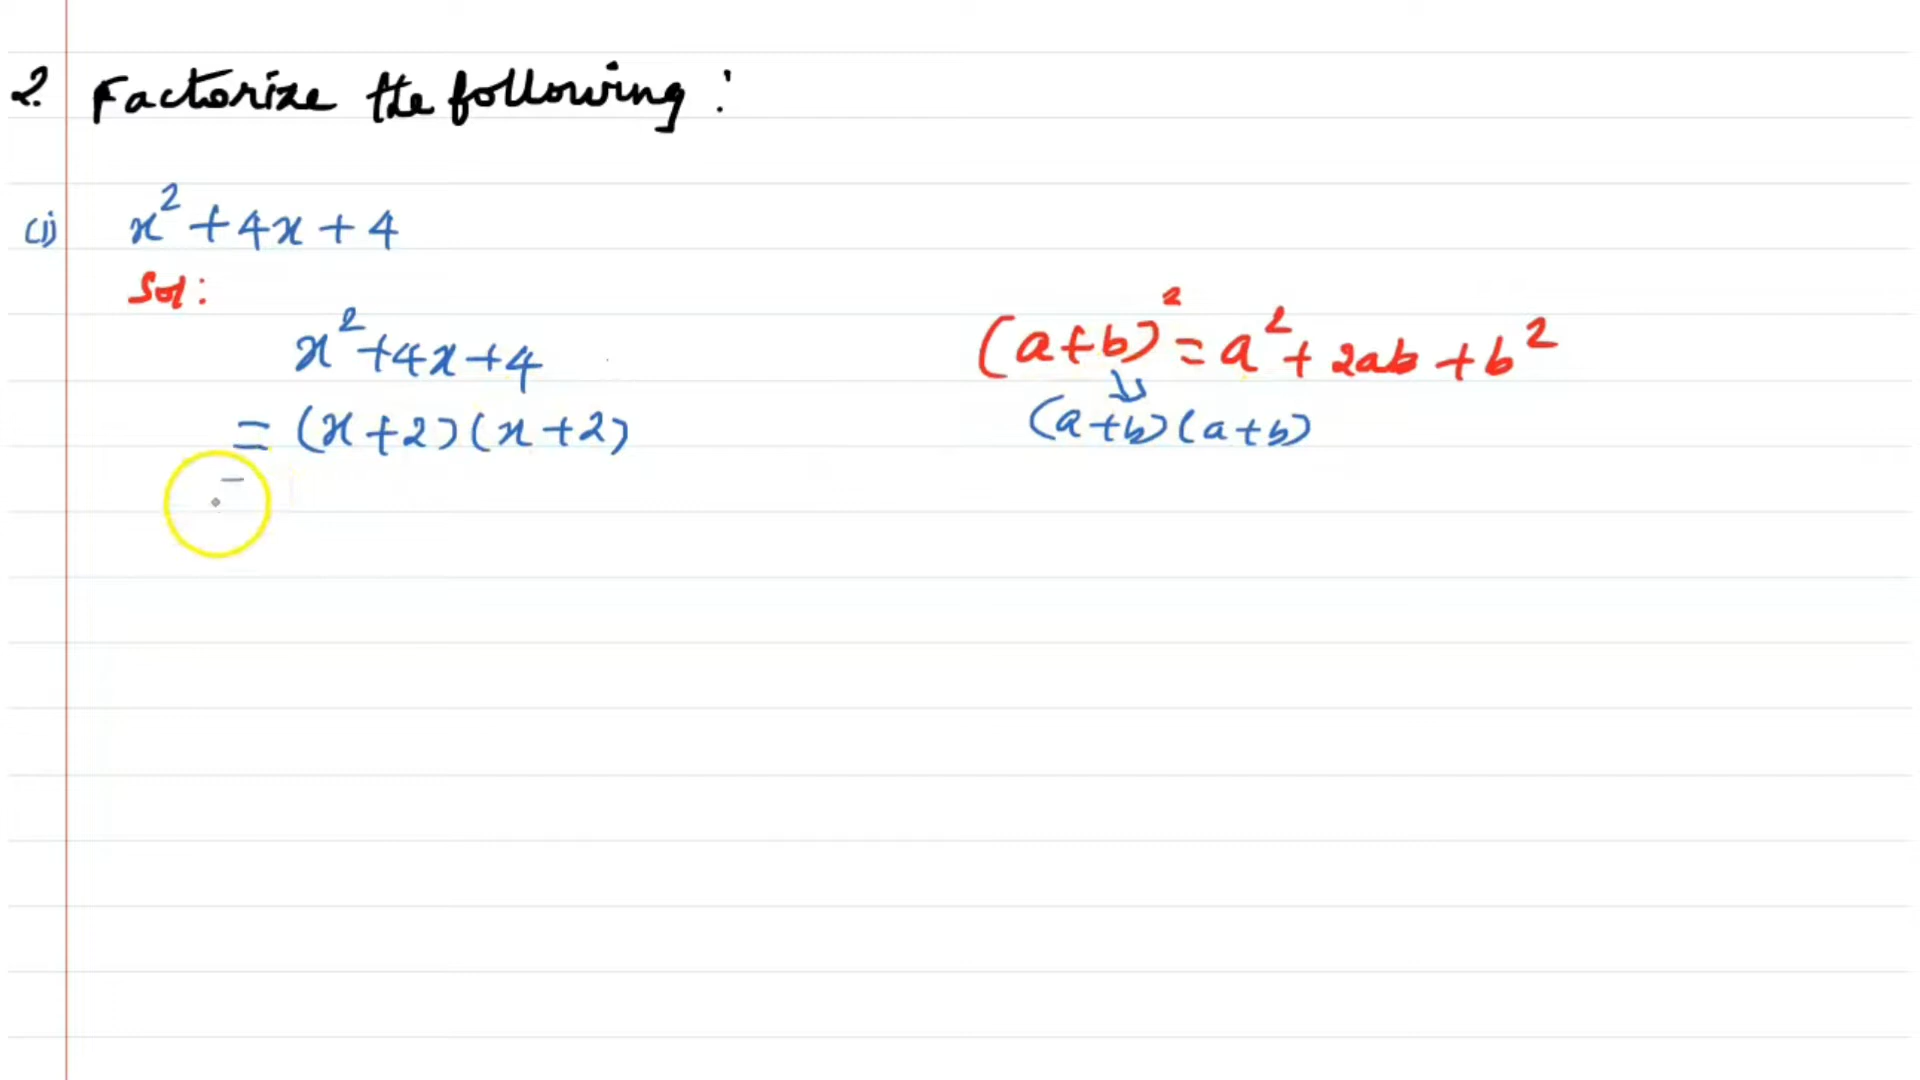 2. Factorize the following:
(i) x² + 4x + 4
Sol:
x² + 4x + 4
= (x + 2) (x + 2)
(a + b)² = a² + 2ab + b²
(a + b) (a + b)